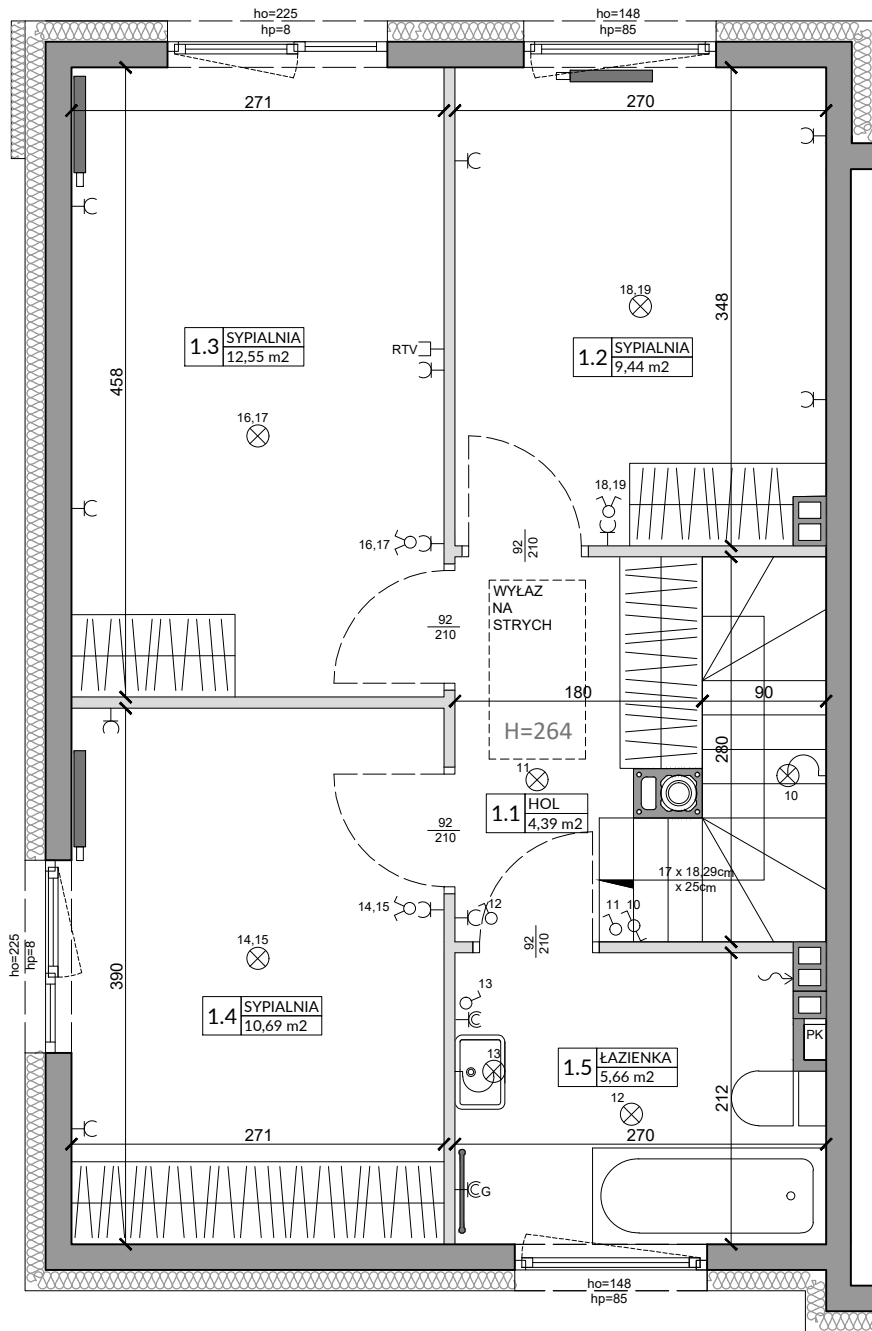 ho=225
hp=8
ho=148
hp=85
271
270
18,19
348
1.3
SYPIALNIA
12,55 m2
RTV
1.2
SYPIALNIA
9,44 m2
458
16,17
18,19
16,17
92
210
WYŁAZ
NA
STRYCH
92
210
180
90
H=264
280
11
10
1.1
HOL
4,39 m2
92
210
17 x 18,29cm
x 25cm
14,15
12
11
10
92
210
14,15
ho=225
hp=8
390
13
1.4
SYPIALNIA
10,69 m2
PK
13
1.5
ŁAZIENKA
5,66 m2
12
212
271
270
G
ho=148
hp=85